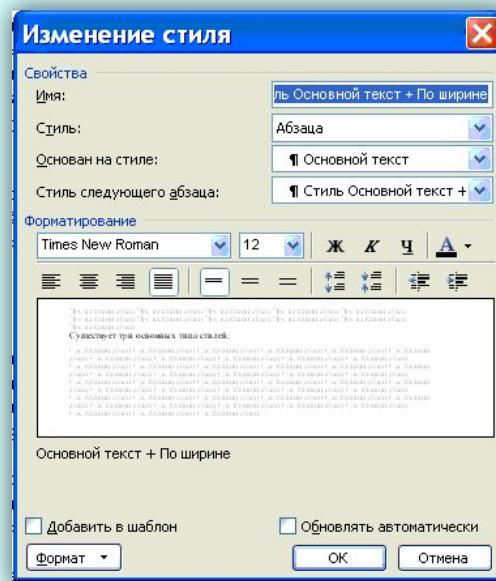 Изменение стиля
Свойства
Имя: ль Основной текст + По ширине
Стиль: Абзаца
Основан на стиле: ¶ Основной текст
Стиль следующего абзаца: ¶ Стиль Основной текст +
Форматирование
Times New Roman 12 Ж К Ч А
Существует три основных типа стилей:
Основной текст + По ширине
Добавить в шаблон Обновлять автоматически
Формат ОК Отмена